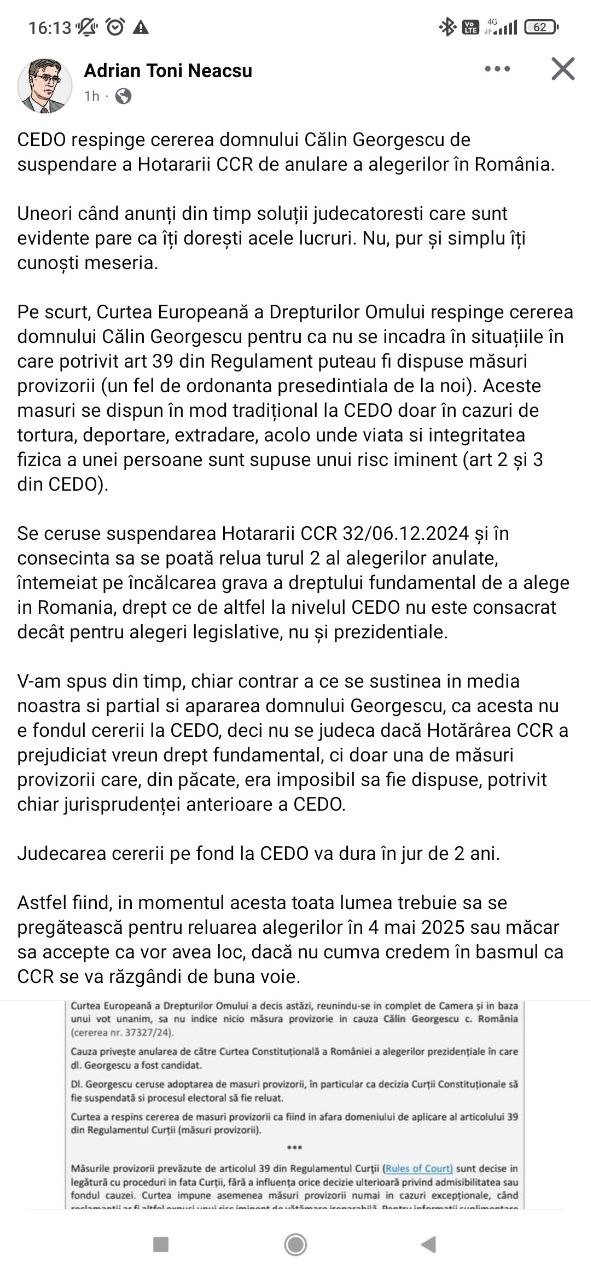 16:13
Vo
LTE
4G
62
Adrian Toni Neacsu
1h ·
CEDO respinge cererea domnului Călin Georgescu de
suspendare a Hotararii CCR de anulare a alegerilor în România.
Uneori când anunți din timp soluții judecatoresti care sunt
evidente pare ca îți dorești acele lucruri. Nu, pur și simplu îți
cunoști meseria.
Pe scurt, Curtea Europeană a Drepturilor Omului respinge cererea
domnului Călin Georgescu pentru ca nu se incadra în situațiile în
care potrivit art 39 din Regulament puteau fi dispuse măsuri
provizorii (un fel de ordonanta presedintiala de la noi). Aceste
masuri se dispun în mod tradițional la CEDO doar în cazuri de
tortura, deportare, extradare, acolo unde viata si integritatea
fizica a unei persoane sunt supuse unui risc iminent (art 2 și 3
din CEDO).
Se ceruse suspendarea Hotararii CCR 32/06.12.2024 și în
consecinta sa se poată relua turul 2 al alegerilor anulate,
întemeiat pe încălcarea grava a dreptului fundamental de a alege
in Romania, drept ce de altfel la nivelul CEDO nu este consacrat
decât pentru alegeri legislative, nu și prezidentiale.
V-am spus din timp, chiar contrar a ce se sustinea in media
noastra si partial si apararea domnului Georgescu, ca acesta nu
e fondul cererii la CEDO, deci nu se judeca dacă Hotărârea CCR a
prejudiciat vreun drept fundamental, ci doar una de măsuri
provizorii care, din păcate, era imposibil sa fie dispuse, potrivit
chiar jurisprudenței anterioare a CEDO.
Judecarea cererii pe fond la CEDO va dura în jur de 2 ani.
Astfel fiind, in momentul acesta toata lumea trebuie sa se
pregătească pentru reluarea alegerilor în 4 mai 2025 sau măcar
sa accepte ca vor avea loc, dacă nu cumva credem în basmul ca
CCR se va răzgândi de buna voie.
Curtea Europeană a Drepturilor Omului a decis astăzi, reunindu-se in complet de Camera și in baza
unui vot unanim, sa nu indice nicio măsura provizorie in cauza Călin Georgescu c. România
(cererea nr. 37327/24).
Cauza privește anularea de către Curtea Constituțională a României a alegerilor prezidențiale în care
dl. Georgescu a fost candidat.
Dl. Georgescu ceruse adoptarea de masuri provizorii, în particular ca decizia Curții Constituționale să
fie suspendată si procesul electoral să fie reluat.
Curtea a respins cererea de masuri provizorii ca fiind in afara domeniului de aplicare al articolului 39
din Regulamentul Curții (măsuri provizorii).
***
Măsurile provizorii prevăzute de articolul 39 din Regulamentul Curții (Rules of Court) sunt decise in
legătură cu proceduri in fata Curții, fără a influența orice decizie ulterioară privind admisibilitatea sau
fondul cauzei. Curtea impune asemenea măsuri provizorii numai in cazuri excepționale, când